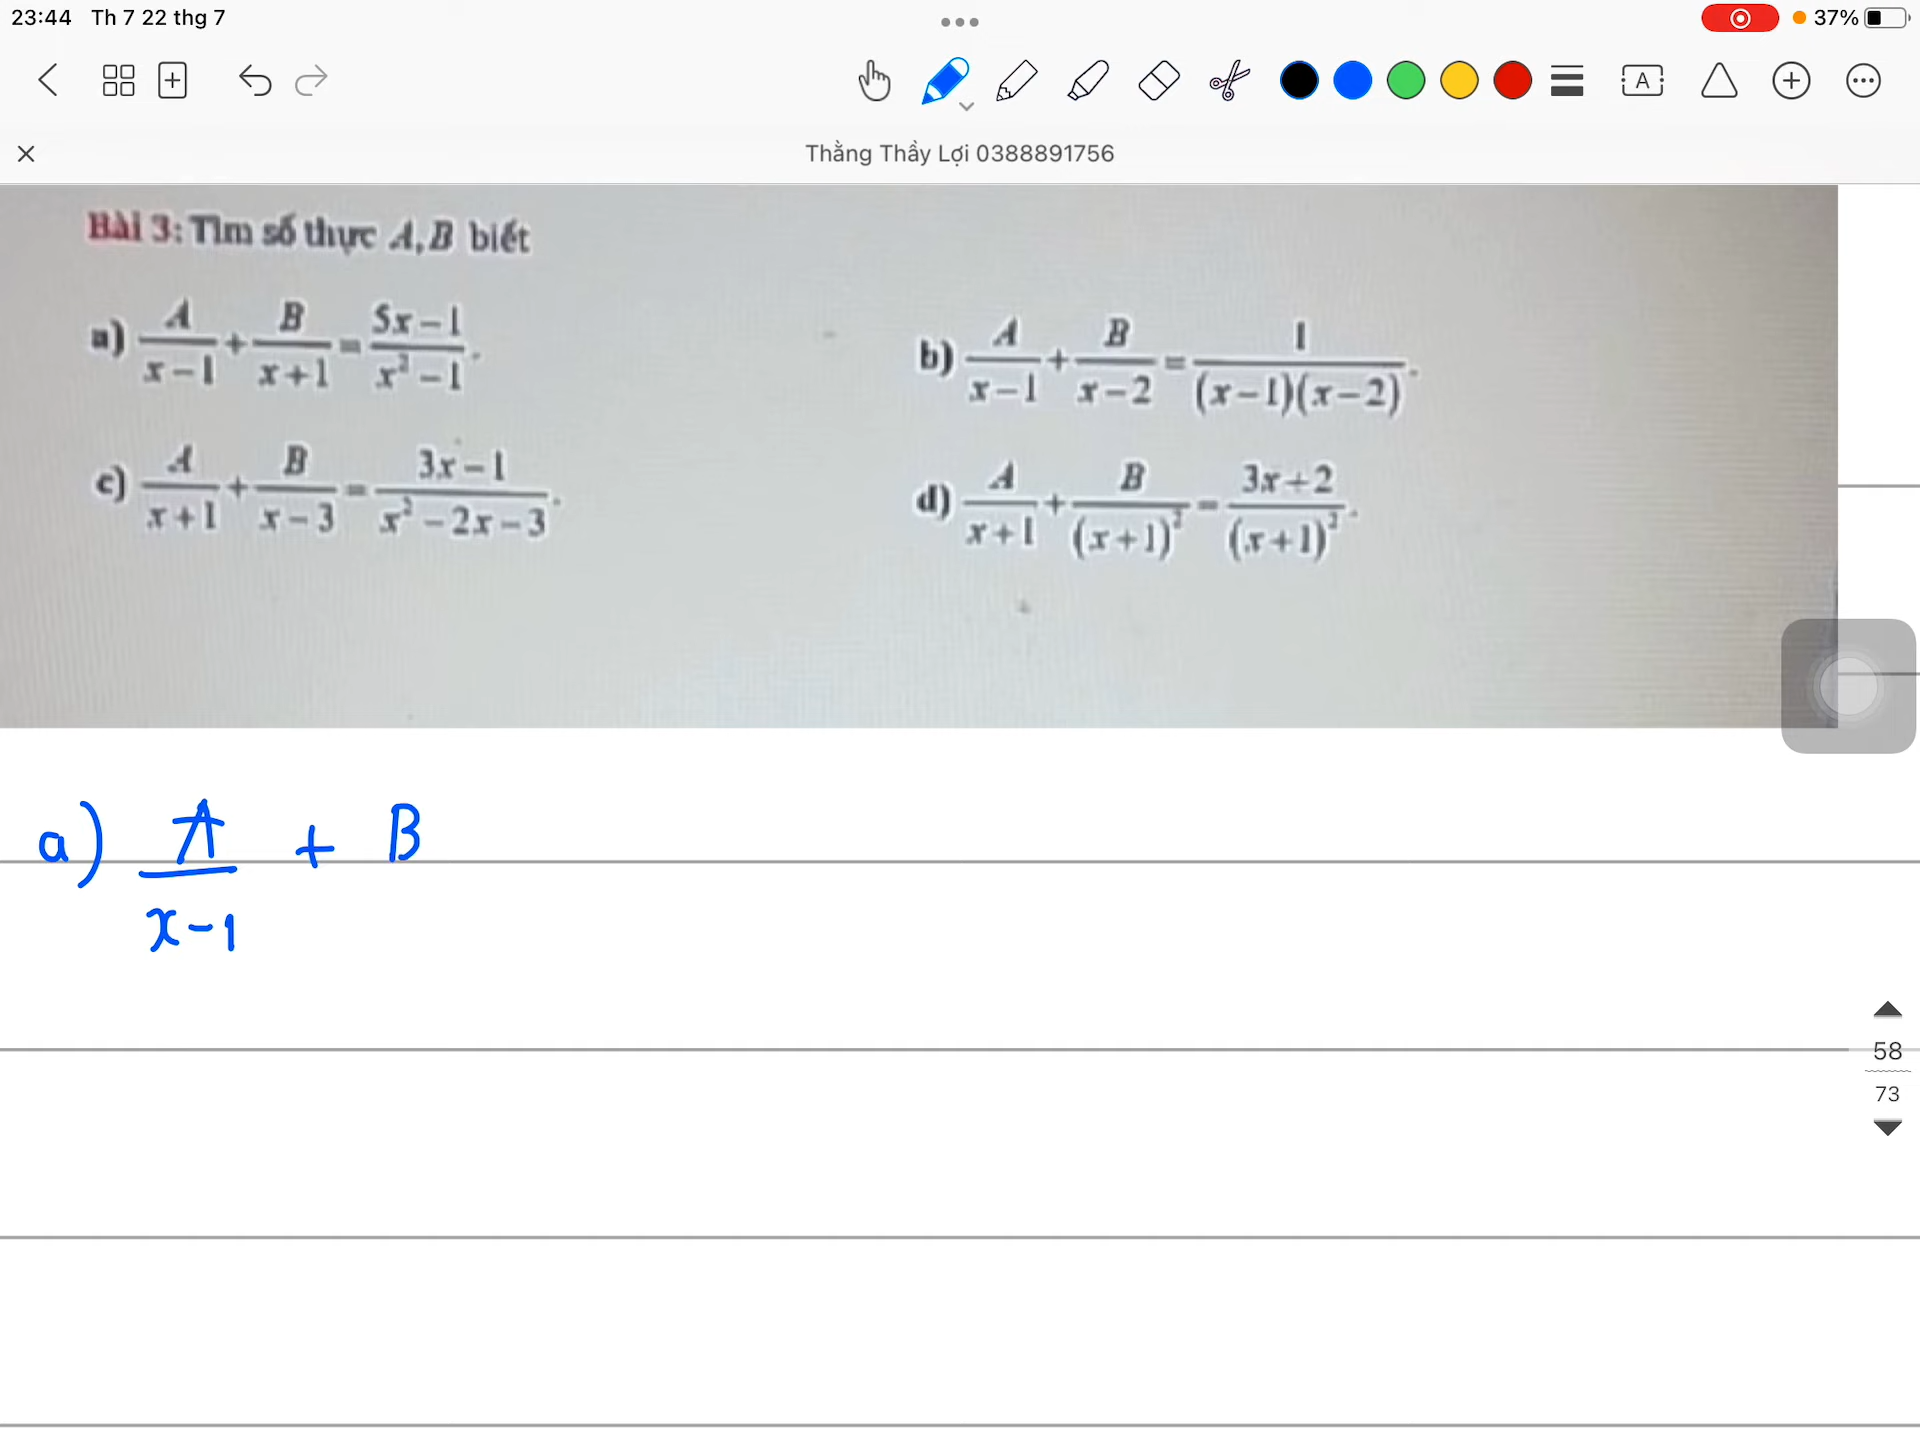 23:44 Th 7 22 thg 7
37%
A
Thằng Thầy Lợi 0388891756
Bài 3: Tìm số thực A, B biết
a) A/(x-1) + B/(x+1) = (5x-1)/(x²-1).
b) A/(x-1) + B/(x-2) = 1/((x-1)(x-2)).
c) A/(x+1) + B/(x-3) = (3x-1)/(x²-2x-3).
d) A/(x+1) + B/(x+1)² = (3x+2)/(x+1)².
a) A/(x-1) + B
58
73